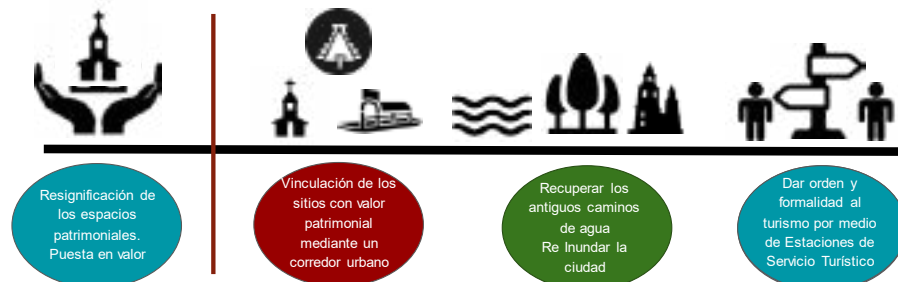 Resignificación de
los espacios
patrimoniales.
Puesta en valor
Vinculación de los
sitios con valor
patrimonial
mediante un
corredor urbano
Recuperar los
antiguos caminos
de agua
Re Inundar la
ciudad
Dar orden y
formalidad al
turismo por medio
de Estaciones de
Servicio Turístico